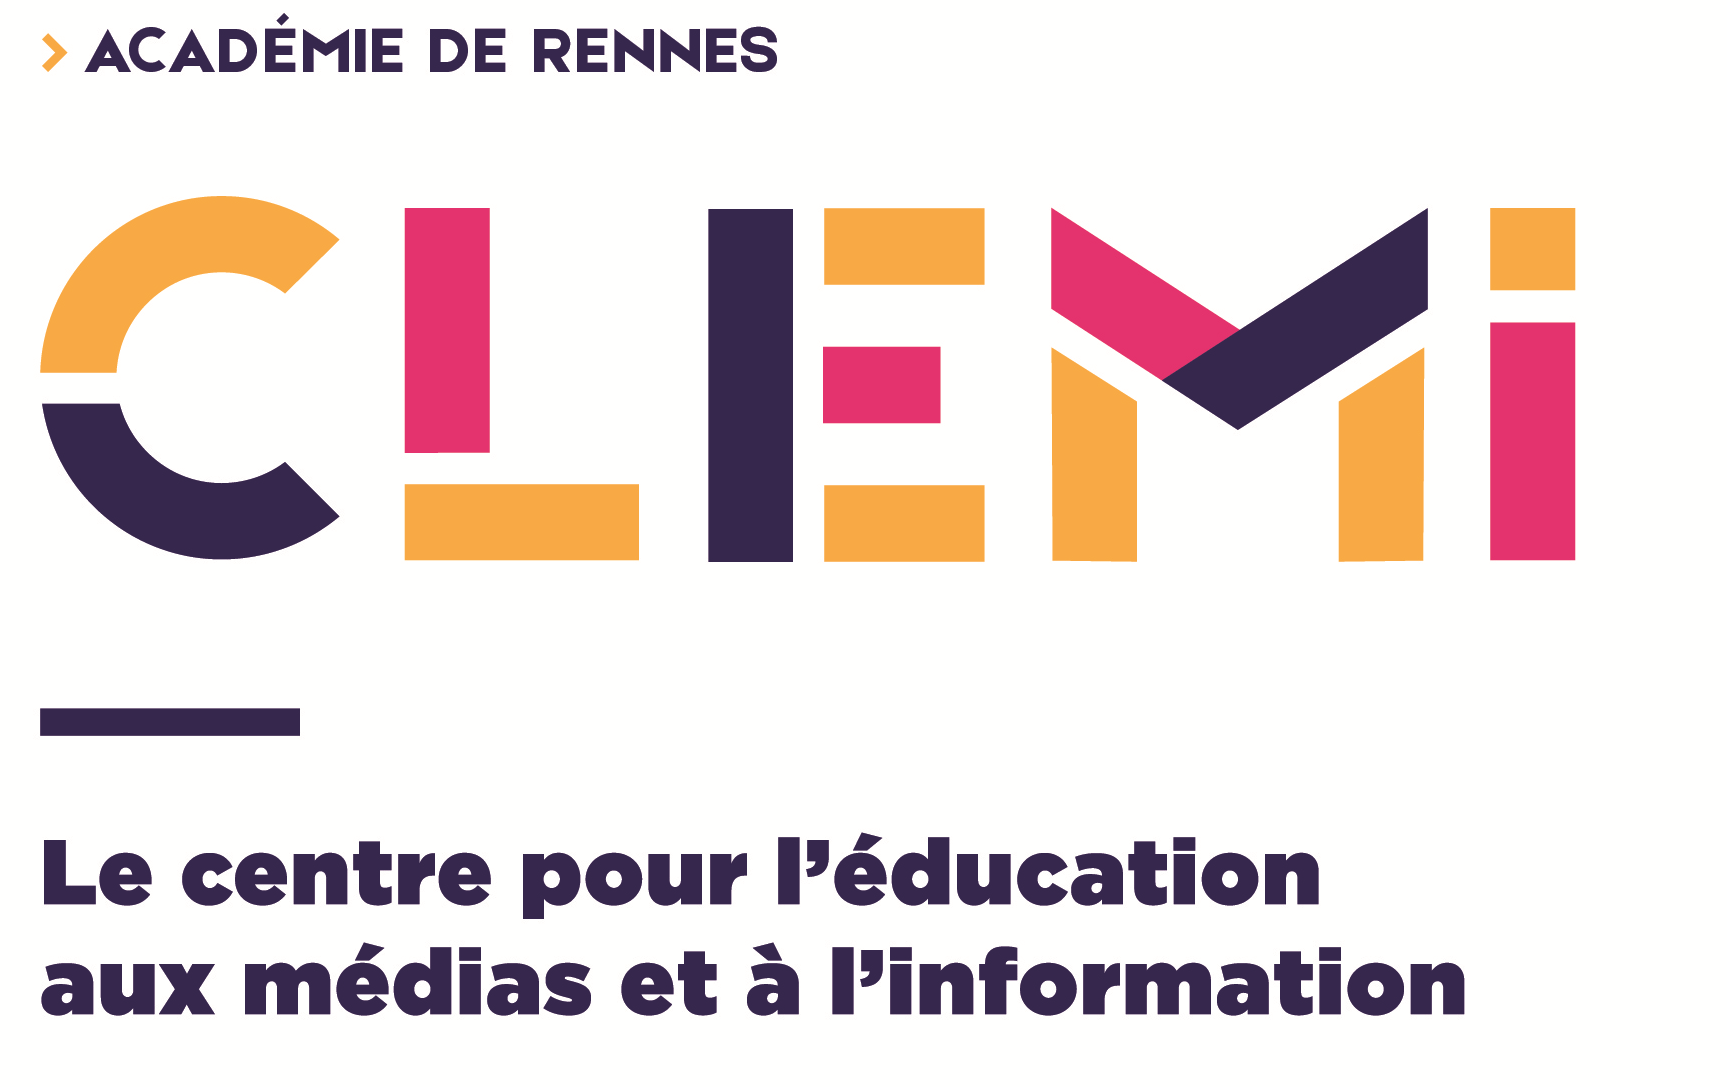 > ACADÉMIE DE RENNES
CLEMi
Le centre pour l’éducation
aux médias et à l’information